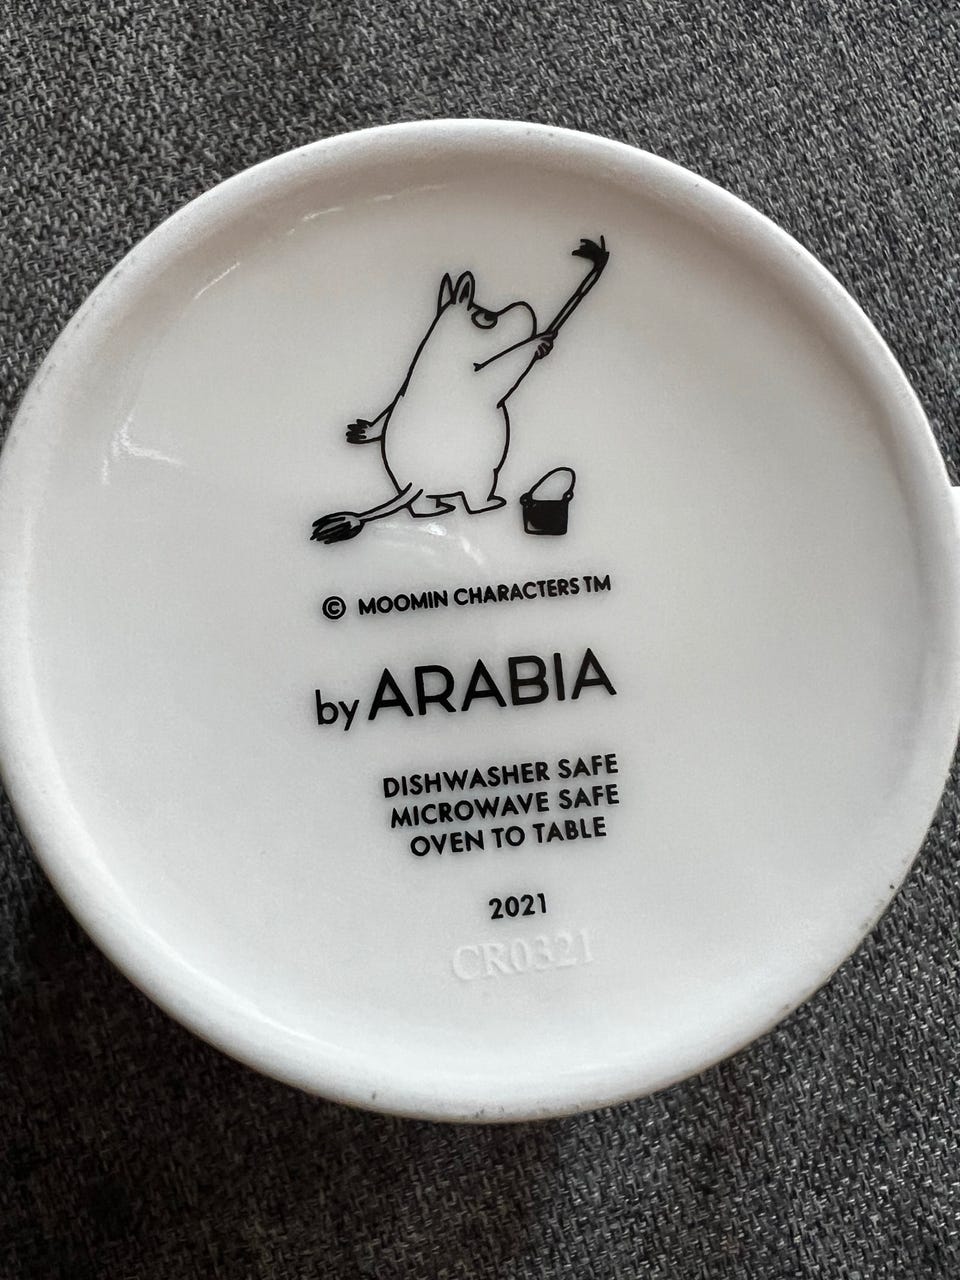 © MOOMIN CHARACTERS TM
by ARABIA
DISHWASHER SAFE
MICROWAVE SAFE
OVEN TO TABLE
2021
CR0321